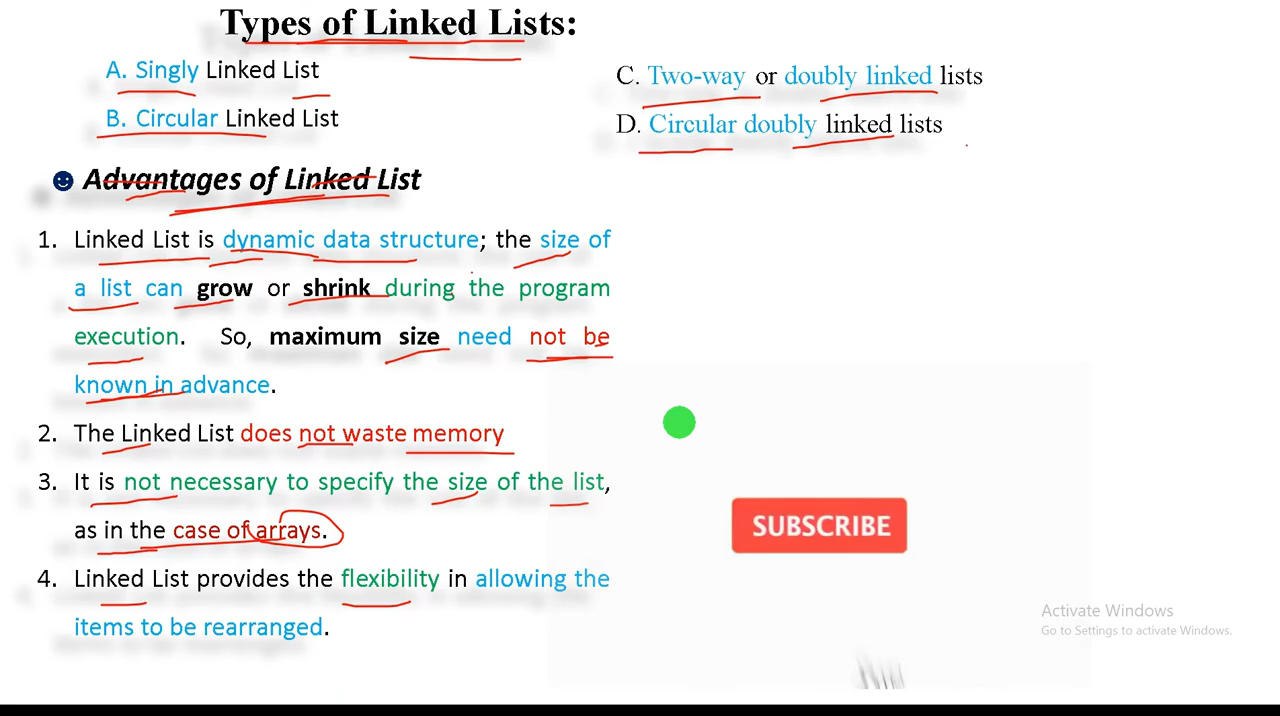 Types of Linked Lists:
A. Singly Linked List
B. Circular Linked List
C. Two-way or doubly linked lists
D. Circular doubly linked lists
Advantages of Linked List
1. Linked List is dynamic data structure; the size of
a list can grow or shrink during the program
execution. So, maximum size need not be
known in advance.
2. The Linked List does not waste memory
3. It is not necessary to specify the size of the list,
as in the case of arrays.
4. Linked List provides the flexibility in allowing the
items to be rearranged.
SUBSCRIBE
Activate Windows
Go to Settings to activate Windows.